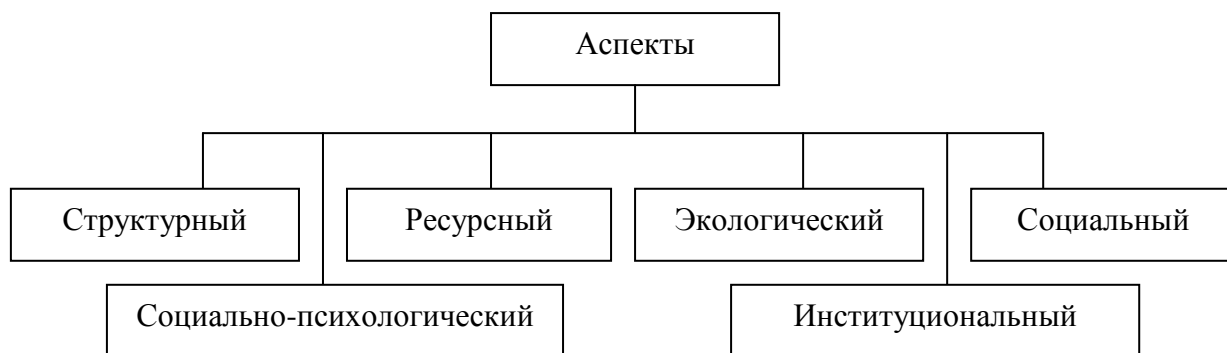 Аспекты
Структурный
Ресурсный
Экологический
Социальный
Социально-психологический
Институциональный